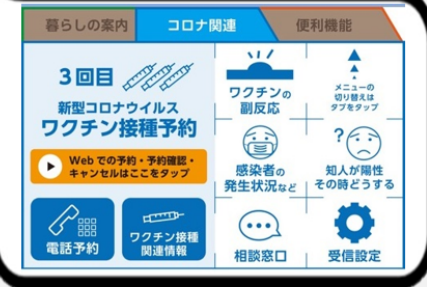 暮らしの案内
コロナ関連
便利機能
3回目
新型コロナウイルス
ワクチン接種予約
Webでの予約・予約確認・
キャンセルはここをタップ
電話予約
ワクチン接種
関連情報
ワクチンの
副反応
メニューの
切り替えは
タブをタップ
感染者の
発生状況など
?
知人が陽性
その時どうする
相談窓口
受信設定